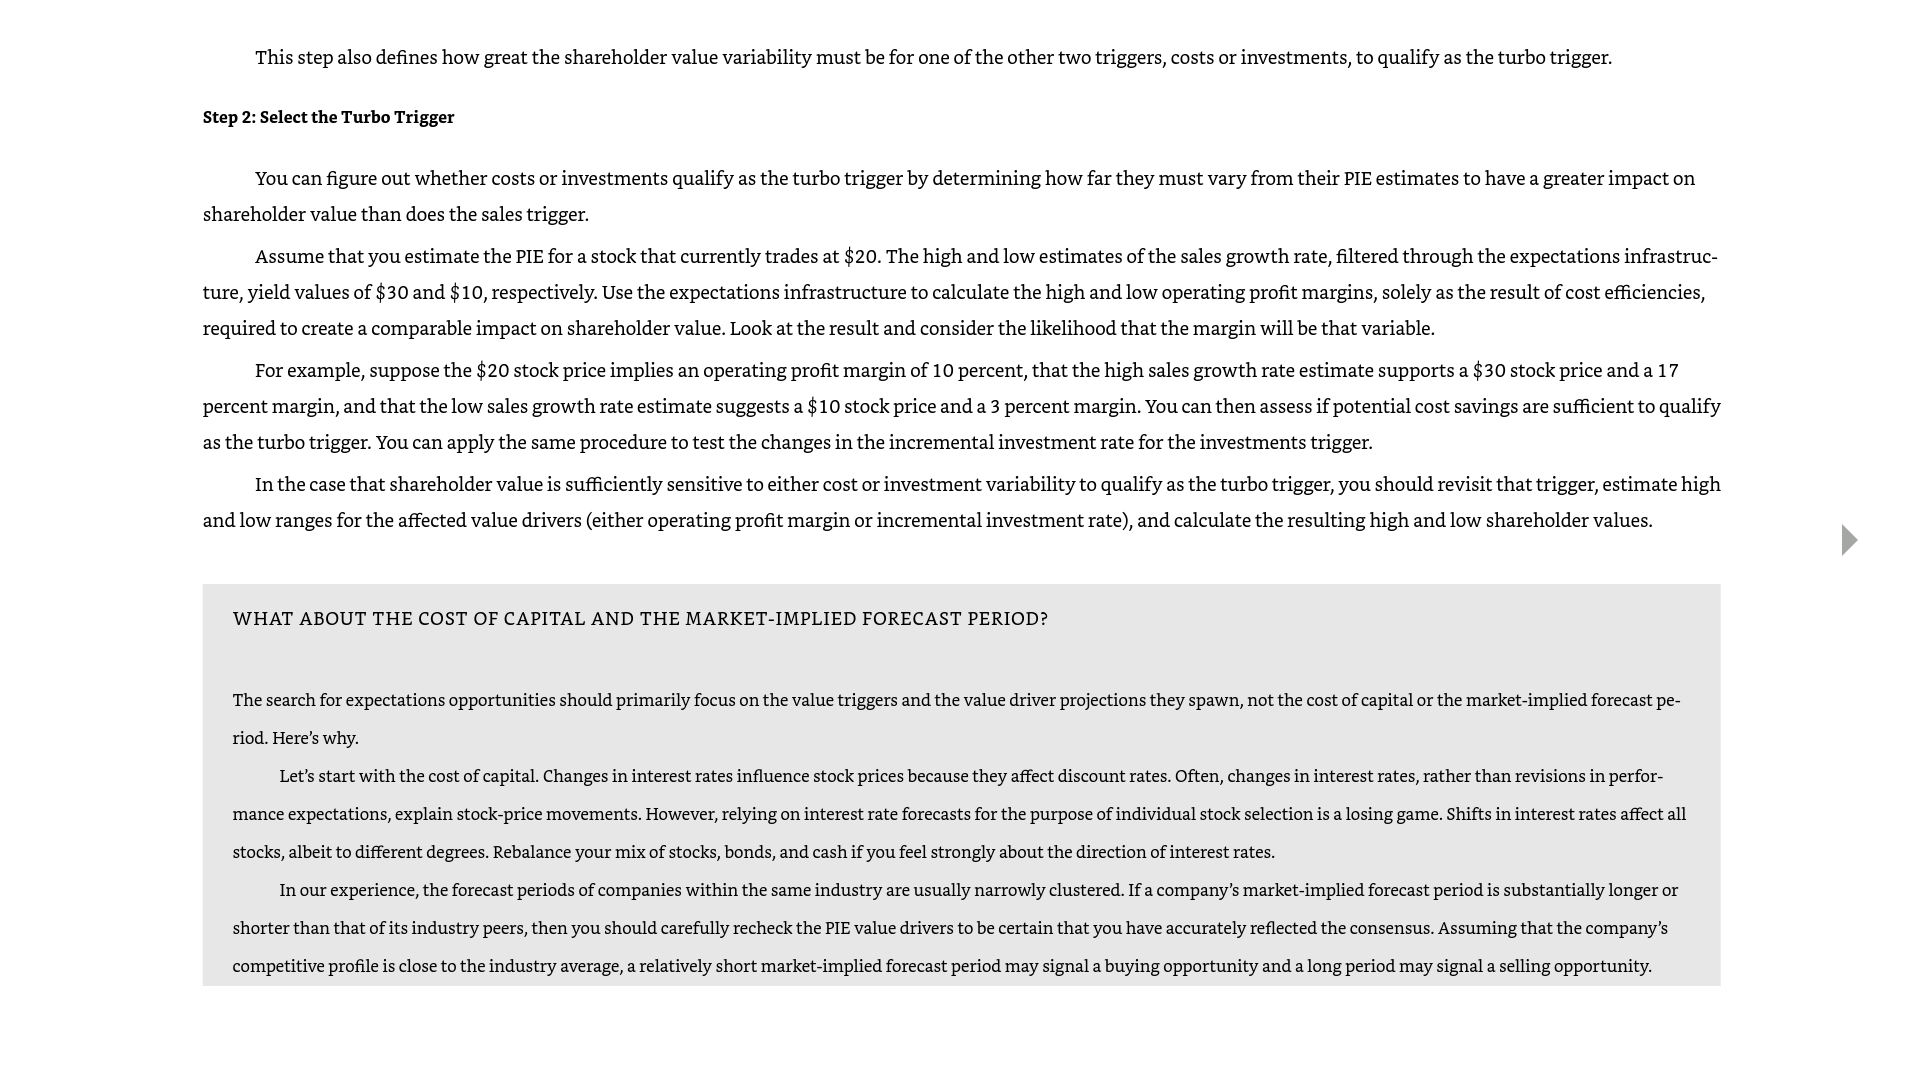 This step also defines how great the shareholder value variability must be for one of the other two triggers, costs or investments, to qualify as the turbo trigger.
Step 2: Select the Turbo Trigger
You can figure out whether costs or investments qualify as the turbo trigger by determining how far they must vary from their PIE estimates to have a greater impact on
shareholder value than does the sales trigger.
Assume that you estimate the PIE for a stock that currently trades at $20. The high and low estimates of the sales growth rate, filtered through the expectations infrastruc-
ture, yield values of $30 and $10, respectively. Use the expectations infrastructure to calculate the high and low operating profit margins, solely as the result of cost efficiencies,
required to create a comparable impact on shareholder value. Look at the result and consider the likelihood that the margin will be that variable.
For example, suppose the $20 stock price implies an operating profit margin of 10 percent, that the high sales growth rate estimate supports a $30 stock price and a 17
percent margin, and that the low sales growth rate estimate suggests a $10 stock price and a 3 percent margin. You can then assess if potential cost savings are sufficient to qualify
as the turbo trigger. You can apply the same procedure to test the changes in the incremental investment rate for the investments trigger.
In the case that shareholder value is sufficiently sensitive to either cost or investment variability to qualify as the turbo trigger, you should revisit that trigger, estimate high
and low ranges for the affected value drivers (either operating profit margin or incremental investment rate), and calculate the resulting high and low shareholder values.
WHAT ABOUT THE COST OF CAPITAL AND THE MARKET-IMPLIED FORECAST PERIOD?
The search for expectations opportunities should primarily focus on the value triggers and the value driver projections they spawn, not the cost of capital or the market-implied forecast pe-
riod. Here’s why.
Let’s start with the cost of capital. Changes in interest rates influence stock prices because they affect discount rates. Often, changes in interest rates, rather than revisions in perfor-
mance expectations, explain stock-price movements. However, relying on interest rate forecasts for the purpose of individual stock selection is a losing game. Shifts in interest rates affect all
stocks, albeit to different degrees. Rebalance your mix of stocks, bonds, and cash if you feel strongly about the direction of interest rates.
In our experience, the forecast periods of companies within the same industry are usually narrowly clustered. If a company’s market-implied forecast period is substantially longer or
shorter than that of its industry peers, then you should carefully recheck the PIE value drivers to be certain that you have accurately reflected the consensus. Assuming that the company’s
competitive profile is close to the industry average, a relatively short market-implied forecast period may signal a buying opportunity and a long period may signal a selling opportunity.